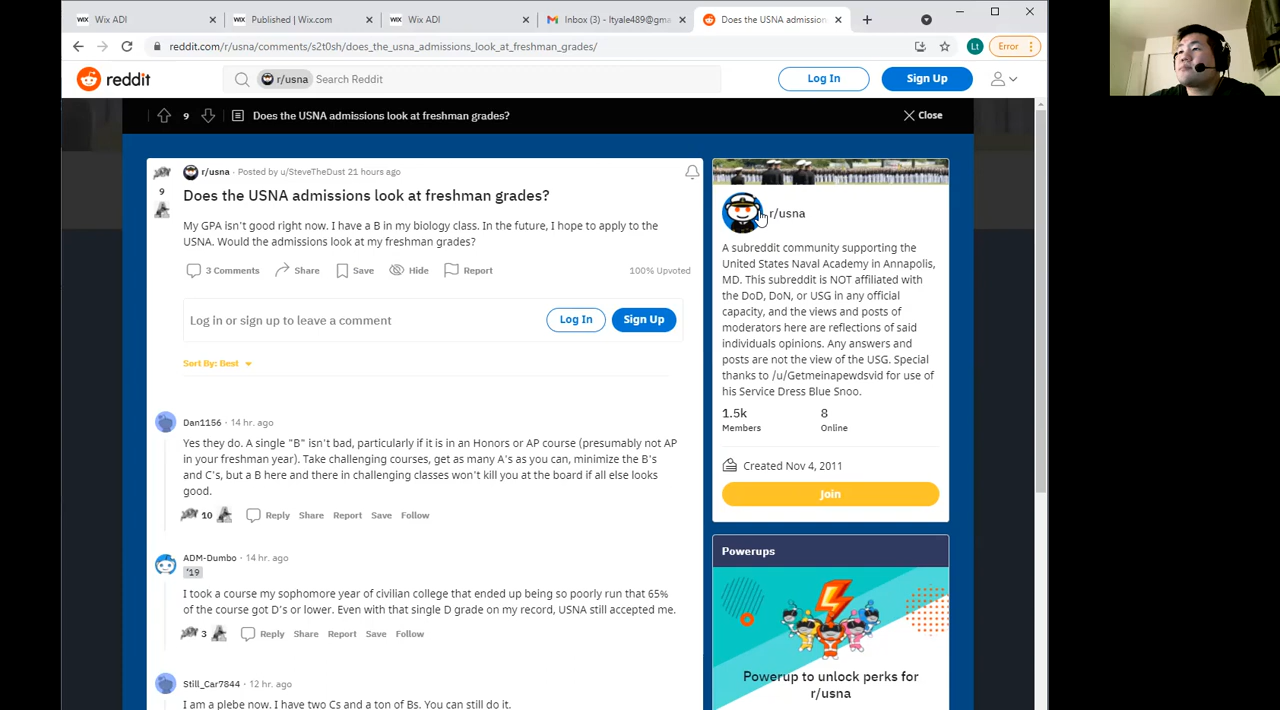 WIX Wix ADI
WIX Published | Wix.com
WIX Wix ADI
Inbox (3) - ltyale489@gma
Does the USNA admission
reddit.com/r/usna/comments/s2t0sh/does_the_usna_admissions_look_at_freshman_grades/
Lt
Error
reddit
r/usna Search Reddit
Log In
Sign Up
9
Does the USNA admissions look at freshman grades?
Close
r/usna · Posted by u/SteveTheDust 21 hours ago
9
Does the USNA admissions look at freshman grades?
My GPA isn't good right now. I have a B in my biology class. In the future, I hope to apply to the
USNA. Would the admissions look at my freshman grades?
3 Comments Share Save Hide Report 100% Upvoted
Log in or sign up to leave a comment
Log In
Sign Up
Sort By: Best
Dan1156 · 14 hr. ago
Yes they do. A single "B" isn't bad, particularly if it is in an Honors or AP course (presumably not AP
in your freshman year). Take challenging courses, get as many A's as you can, minimize the B's
and C's, but a B here and there in challenging classes won't kill you at the board if all else looks
good.
10 Reply Share Report Save Follow
ADM-Dumbo · 14 hr. ago
'19
I took a course my sophomore year of civilian college that ended up being so poorly run that 65%
of the course got D's or lower. Even with that single D grade on my record, USNA still accepted me.
3 Reply Share Report Save Follow
Still_Car7844 · 12 hr. ago
I am a plebe now. I have two Cs and a ton of Bs. You can still do it.
r/usna
A subreddit community supporting the
United States Naval Academy in Annapolis,
MD. This subreddit is NOT affiliated with
the DoD, DoN, or USG in any official
capacity, and the views and posts of
moderators here are reflections of said
individuals opinions. Any answers and
posts are not the view of the USG. Special
thanks to /u/Getmeinapewdsvid for use of
his Service Dress Blue Snoo.
1.5k 8
Members Online
Created Nov 4, 2011
Join
Powerups
Powerup to unlock perks for
r/usna